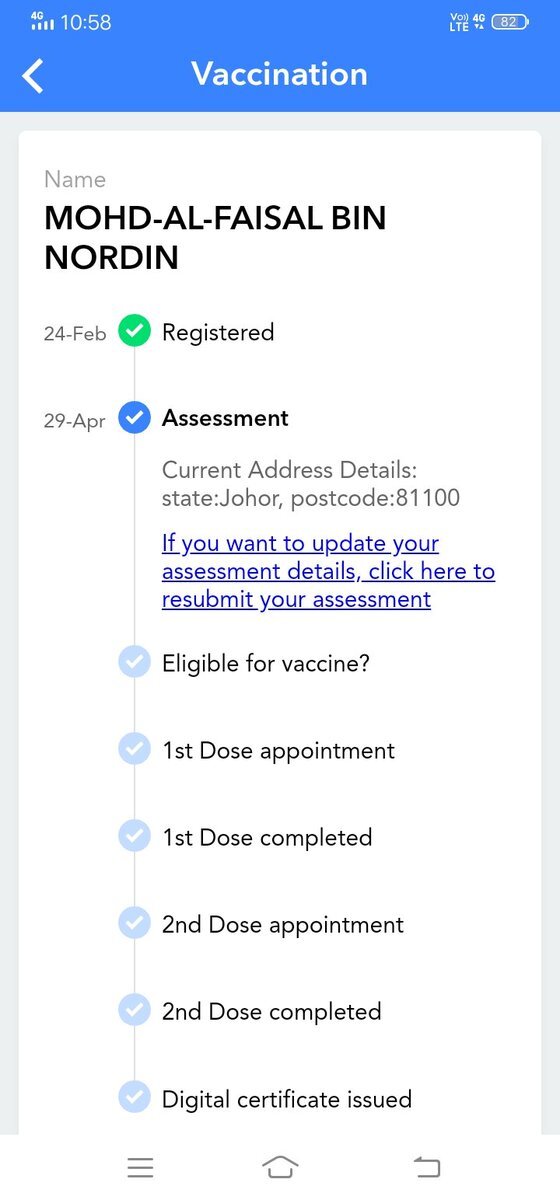 4G 10:58 Vo)) LTE 4G 82
Vaccination
Name
MOHD-AL-FAISAL BIN
NORDIN
24-Feb Registered
29-Apr Assessment
Current Address Details:
state:Johor, postcode:81100
If you want to update your
assessment details, click here to
resubmit your assessment
Eligible for vaccine?
1st Dose appointment
1st Dose completed
2nd Dose appointment
2nd Dose completed
Digital certificate issued